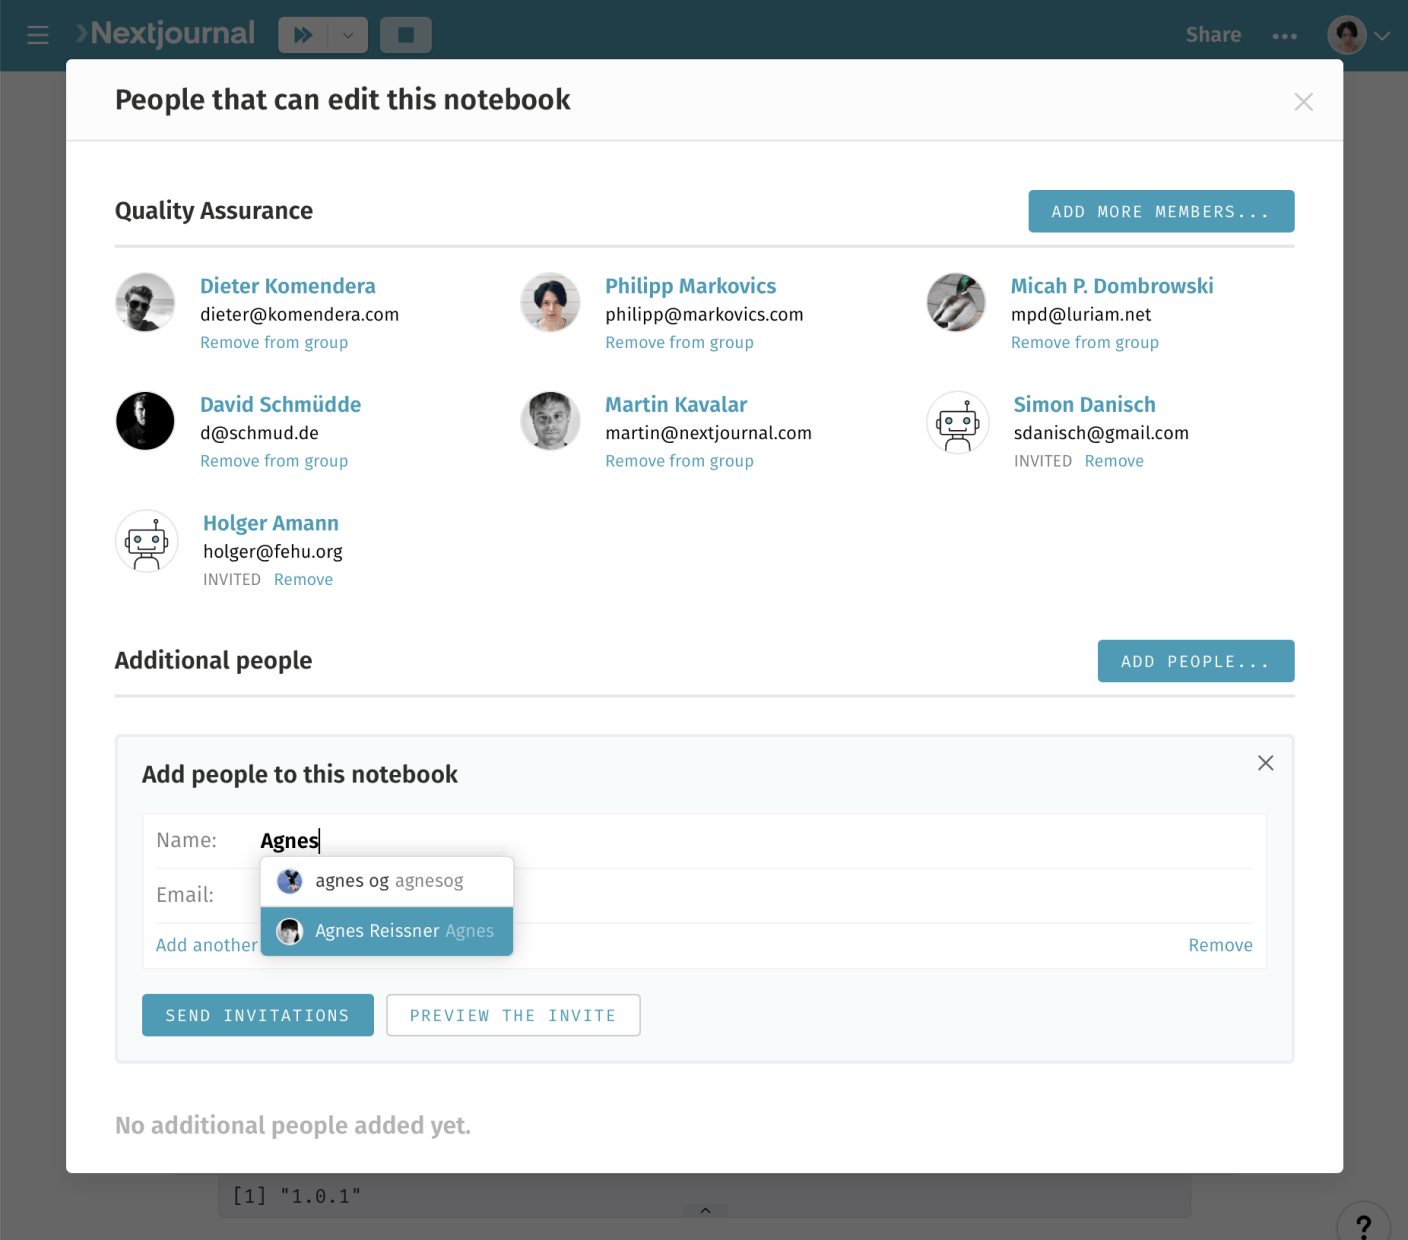 Nextjournal
Share
People that can edit this notebook
Quality Assurance
ADD MORE MEMBERS...
Dieter Komendera
dieter@komendera.com
Remove from group
Philipp Markovics
philipp@markovics.com
Remove from group
Micah P. Dombrowski
mpd@luriam.net
Remove from group
David Schmüdde
d@schmud.de
Remove from group
Martin Kavalar
martin@nextjournal.com
Remove from group
Simon Danisch
sdanisch@gmail.com
INVITED Remove
Holger Amann
holger@fehu.org
INVITED Remove
Additional people
ADD PEOPLE...
Add people to this notebook
Name: Agnes
agnes og agnesog
Email:
Agnes Reissner Agnes
Add another
Remove
SEND INVITATIONS
PREVIEW THE INVITE
No additional people added yet.
[1] "1.0.1"
?